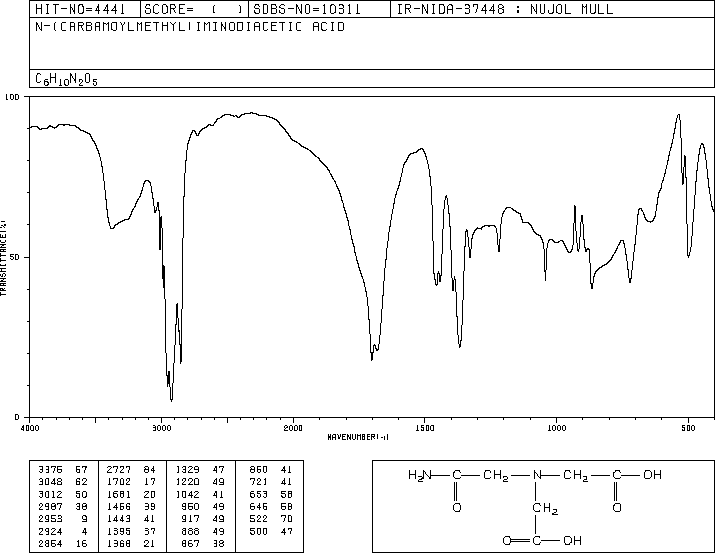 HIT-NO=4441 SCORE= ( ) SDBS-NO=10311 IR-NIDA-37448 : NUJOL MULL
N-(CARBAMOYLMETHYL)IMINODIACETIC ACID
C6H10N2O5
100
TRANSMITTANCE(%)
50
0
4000 3000 2000 1500 1000 500
WAVENUMBER(-1)
3376 67 2727 84 1329 47 860 41
3048 62 1702 17 1220 49 721 41
3012 50 1681 20 1042 41 653 58
2987 38 1456 39 950 49 646 58
2953 9 1443 41 917 49 522 70
2924 4 1395 37 888 49 500 47
2854 16 1368 21 867 38
H2N C CH2 N CH2 C OH
O CH2 O
O C OH